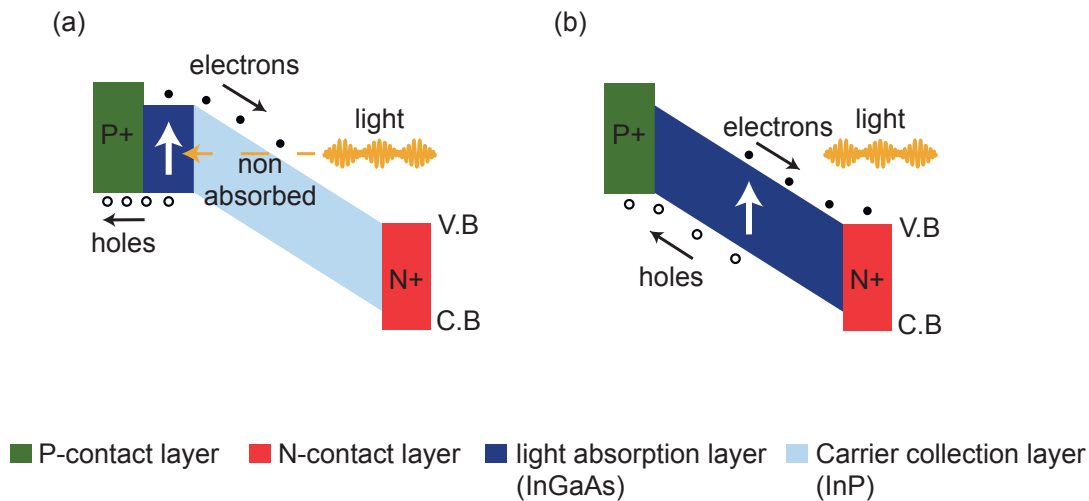 (a)
electrons
P+
light
non
absorbed
holes
V.B
N+
C.B
(b)
P+
electrons
light
holes
V.B
N+
C.B
P-contact layer
N-contact layer
light absorption layer
(InGaAs)
Carrier collection layer
(InP)